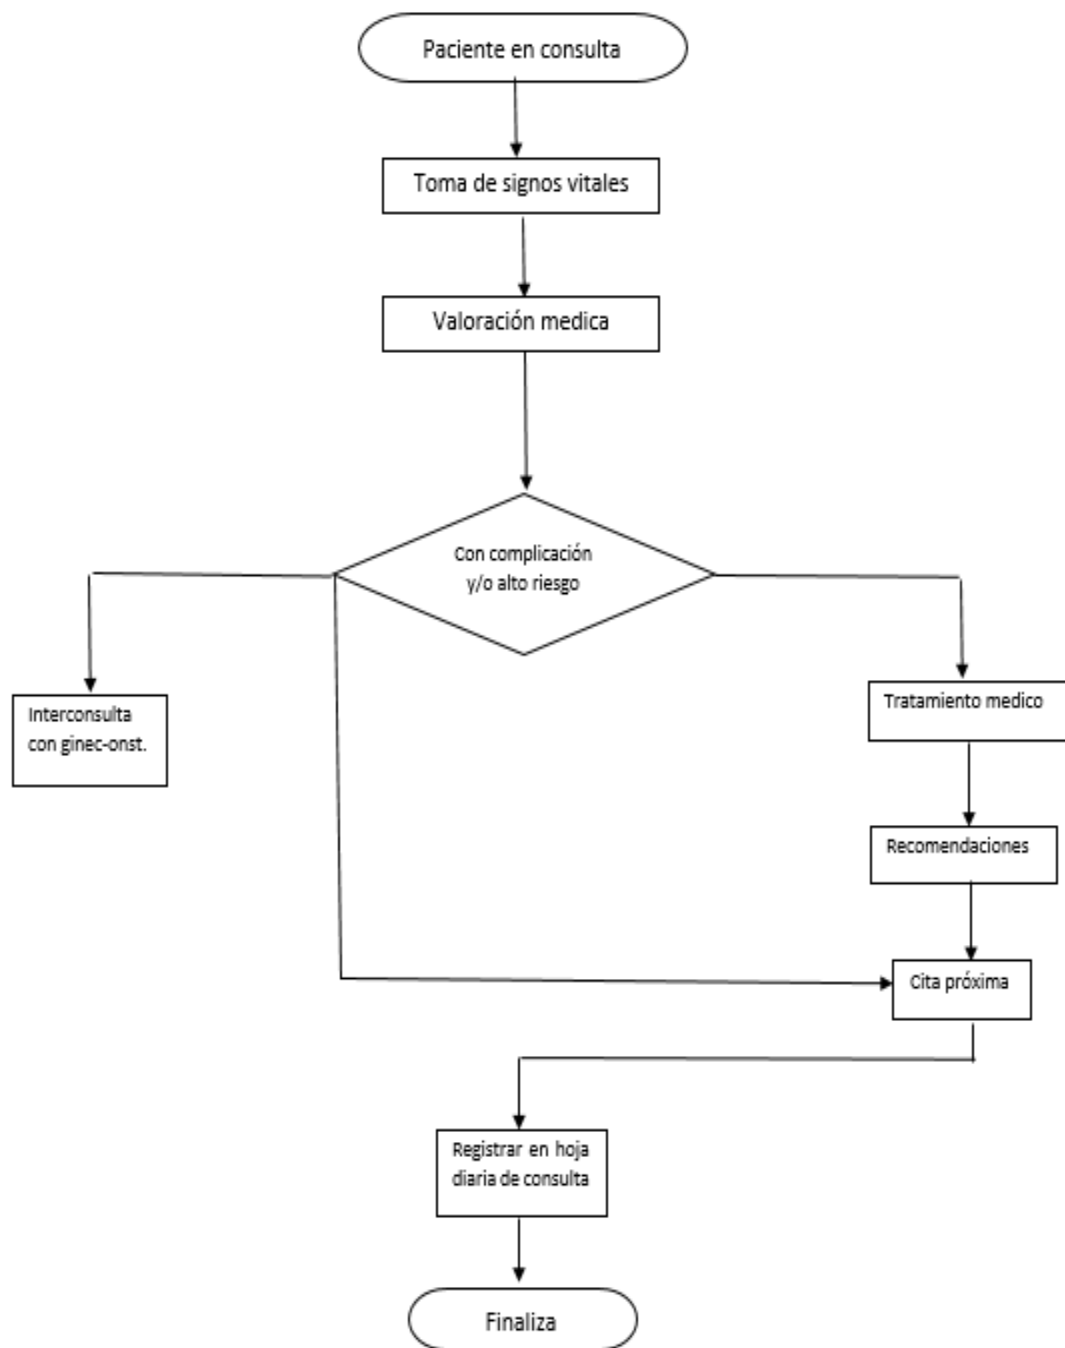 Paciente en consulta
Toma de signos vitales
Valoración medica
Con complicación
y/o alto riesgo
Interconsulta
con ginec-onst.
Tratamiento medico
Recomendaciones
Cita próxima
Registrar en hoja
diaria de consulta
Finaliza